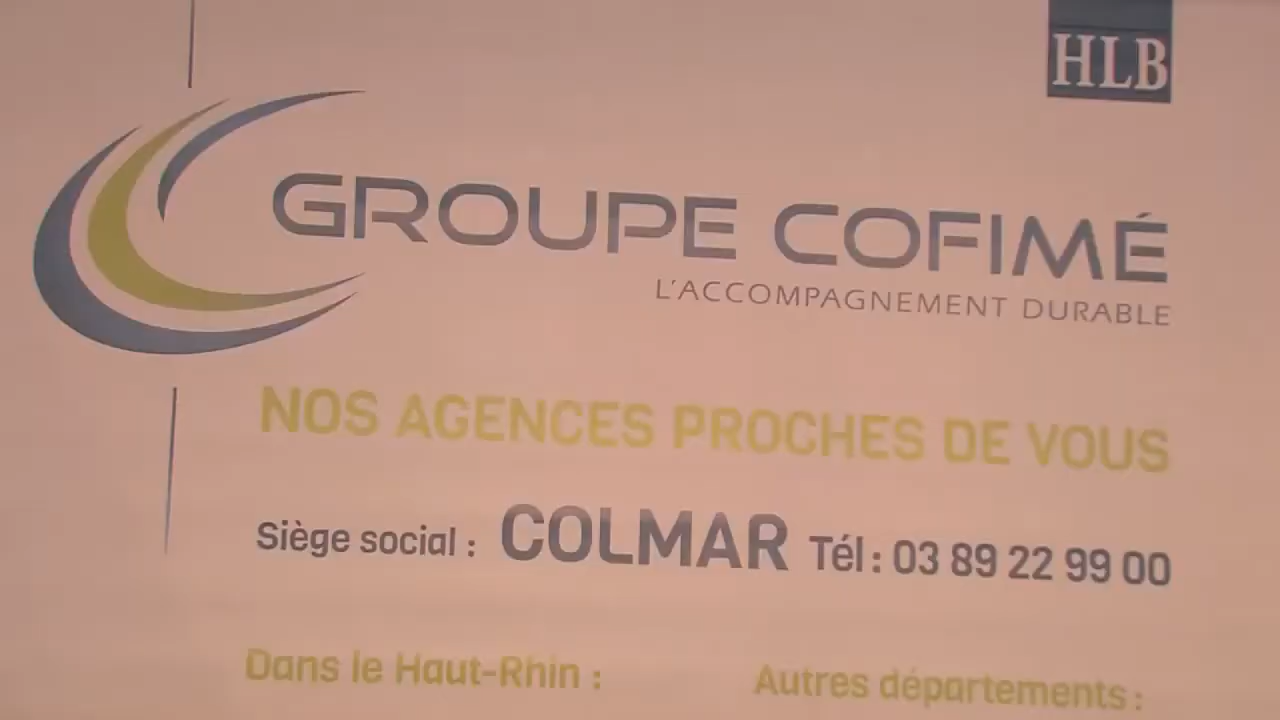 HLB
GROUPE COFIMÉ
L'ACCOMPAGNEMENT DURABLE
NOS AGENCES PROCHES DE VOUS
Siège social : COLMAR Tél : 03 89 22 99 00
Dans le Haut-Rhin : Autres départements :